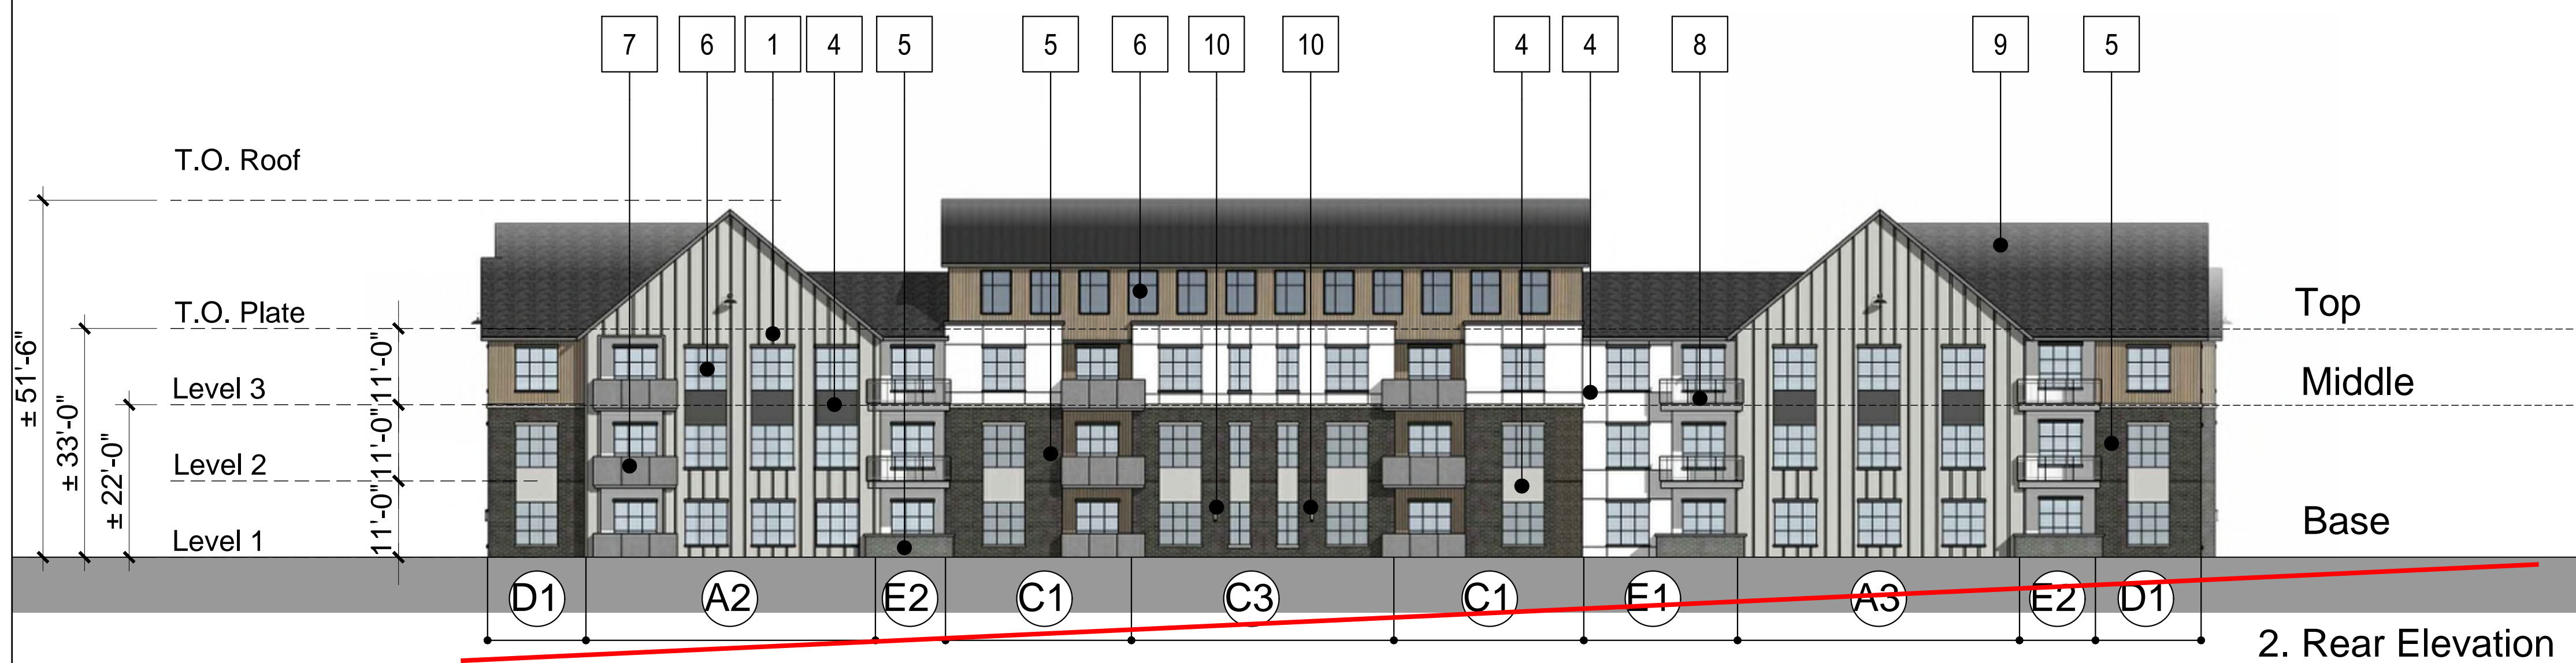 7 6 1 4 5 5 6 10 10 4 4 8 9 5
T.O. Roof
T.O. Plate
Top
Level 3
Middle
Level 2
Level 1
Base
± 51'-6"
± 33'-0"
± 22'-0"
11'-0"
11'-0"
11'-0"
D1 A2 E2 C1 C3 C1 E1 A3 E2 D1
2. Rear Elevation